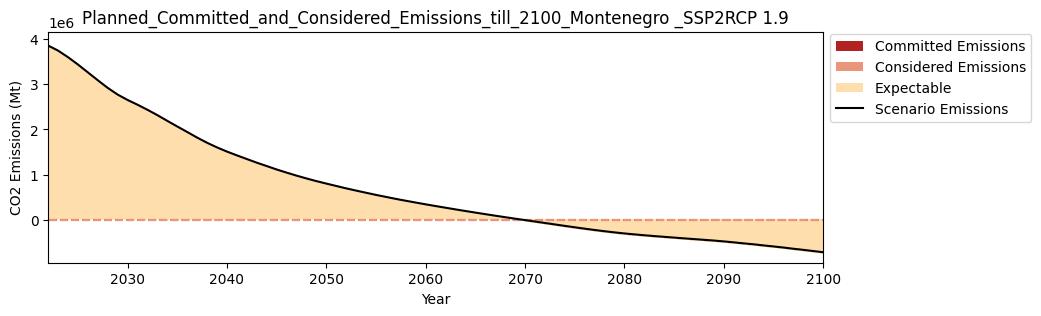 Planned_Committed_and_Considered_Emissions_till_2100_Montenegro _SSP2RCP 1.9
1e6
4
3
2
1
0
CO2 Emissions (Mt)
2030 2040 2050 2060 2070 2080 2090 2100
Year
Committed Emissions
Considered Emissions
Expectable
Scenario Emissions